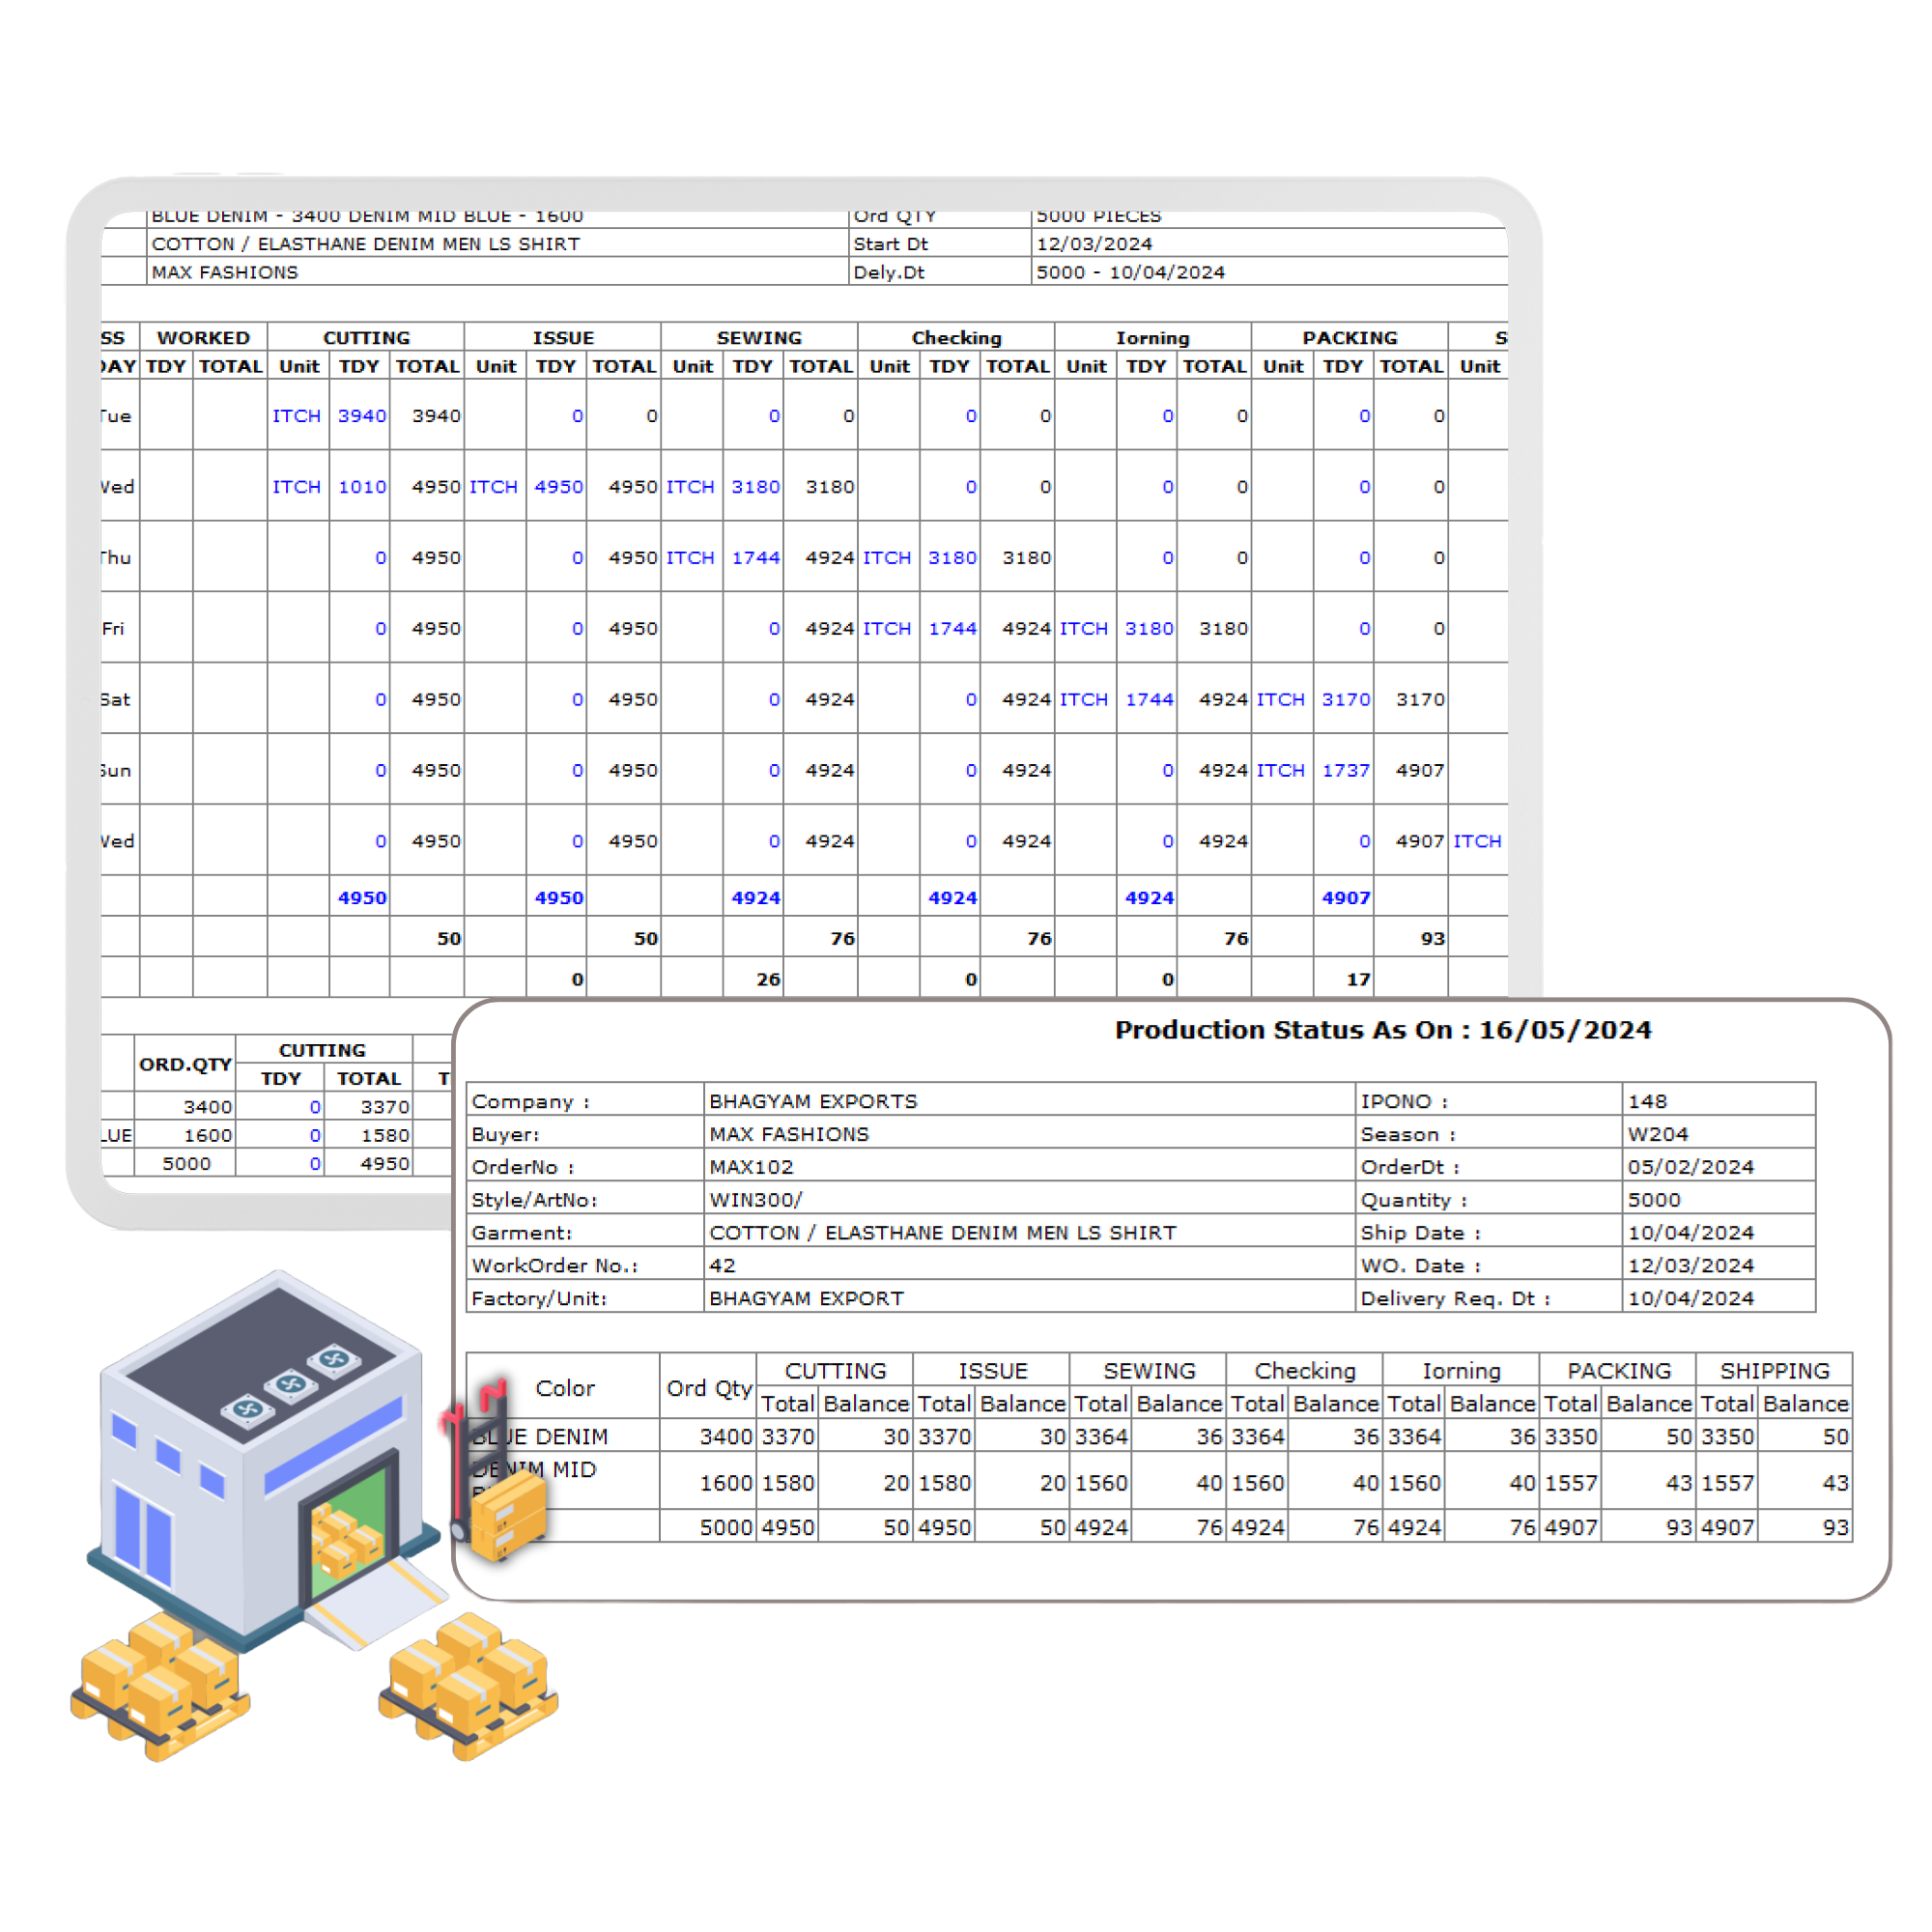 BLUE DENIM - 3400 DENIM MID BLUE - 1600 Ord QTY 5000 PIECES
COTTON / ELASTHANE DENIM MEN LS SHIRT Start Dt 12/03/2024
MAX FASHIONS Dely.Dt 5000 - 10/04/2024
SS WORKED CUTTING ISSUE SEWING Checking Iorning PACKING S
DAY TDY TOTAL Unit TDY TOTAL Unit TDY TOTAL Unit TDY TOTAL Unit TDY TOTAL Unit TDY TOTAL Unit TDY TOTAL Unit
Tue ITCH 3940 3940 0 0 0 0 0 0 0 0 0 0
Wed ITCH 1010 4950 ITCH 4950 4950 ITCH 3180 3180 0 0 0 0 0 0
Thu 0 4950 0 4950 ITCH 1744 4924 ITCH 3180 3180 0 0 0 0
Fri 0 4950 0 4950 0 4924 ITCH 1744 4924 ITCH 3180 3180 0 0
Sat 0 4950 0 4950 0 4924 0 4924 ITCH 1744 4924 ITCH 3170 3170
Sun 0 4950 0 4950 0 4924 0 4924 0 4924 ITCH 1737 4907
Wed 0 4950 0 4950 0 4924 0 4924 0 4924 0 4907 ITCH
4950 4950 4924 4924 4924 4907
50 50 76 76 76 93
0 26 0 0 17
ORD.QTY CUTTING
TDY TOTAL T
3400 0 3370
LUE 1600 0 1580
5000 0 4950
Production Status As On : 16/05/2024
Company : BHAGYAM EXPORTS IPONO : 148
Buyer: MAX FASHIONS Season : W204
OrderNo : MAX102 OrderDt : 05/02/2024
Style/ArtNo: WIN300/ Quantity : 5000
Garment: COTTON / ELASTHANE DENIM MEN LS SHIRT Ship Date : 10/04/2024
WorkOrder No.: 42 WO. Date : 12/03/2024
Factory/Unit: BHAGYAM EXPORT Delivery Req. Dt : 10/04/2024
Color Ord Qty CUTTING ISSUE SEWING Checking Iorning PACKING SHIPPING
Total Balance Total Balance Total Balance Total Balance Total Balance Total Balance Total Balance
BLUE DENIM 3400 3370 30 3370 30 3364 36 3364 36 3364 36 3350 50 3350 50
DENIM MID 1600 1580 20 1580 20 1560 40 1560 40 1560 40 1557 43 1557 43
5000 4950 50 4950 50 4924 76 4924 76 4924 76 4907 93 4907 93